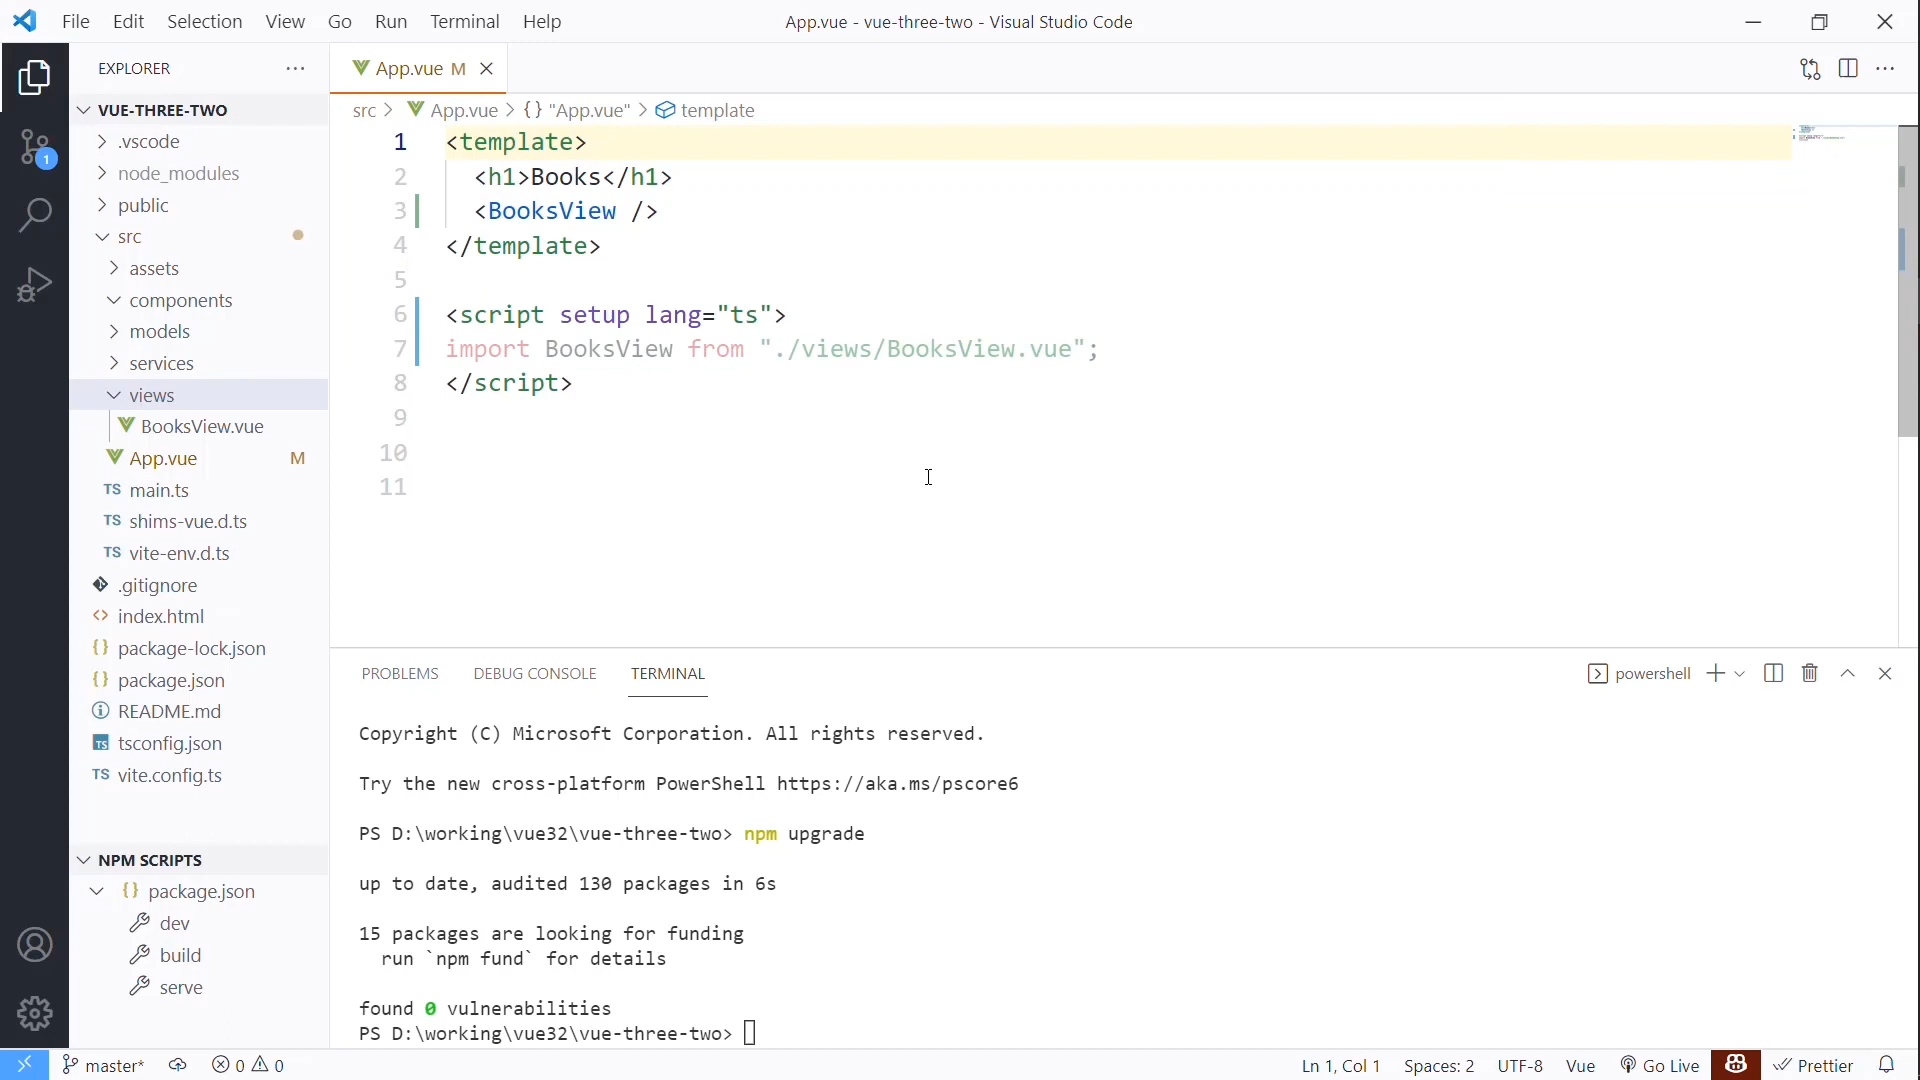 File Edit Selection View Go Run Terminal Help
App.vue - vue-three-two - Visual Studio Code
EXPLORER
VUE-THREE-TWO
.vscode
node_modules
public
src
assets
components
models
services
views
BooksView.vue
App.vue M
TS main.ts
TS shims-vue.d.ts
TS vite-env.d.ts
.gitignore
<> index.html
{} package-lock.json
{} package.json
README.md
TS tsconfig.json
TS vite.config.ts
NPM SCRIPTS
{} package.json
dev
build
serve
1
App.vue M
src > App.vue > {} "App.vue" > template
1 <template>
2 <h1>Books</h1>
3 <BooksView />
4 </template>
5
6 <script setup lang="ts">
7 import BooksView from "./views/BooksView.vue";
8 </script>
9
10
11
PROBLEMS DEBUG CONSOLE TERMINAL
powershell
Copyright (C) Microsoft Corporation. All rights reserved.
Try the new cross-platform PowerShell https://aka.ms/pscore6
PS D:\working\vue32\vue-three-two> npm upgrade
up to date, audited 130 packages in 6s
15 packages are looking for funding
run `npm fund` for details
found 0 vulnerabilities
PS D:\working\vue32\vue-three-two>
master* 0 0
Ln 1, Col 1 Spaces: 2 UTF-8 Vue Go Live Prettier